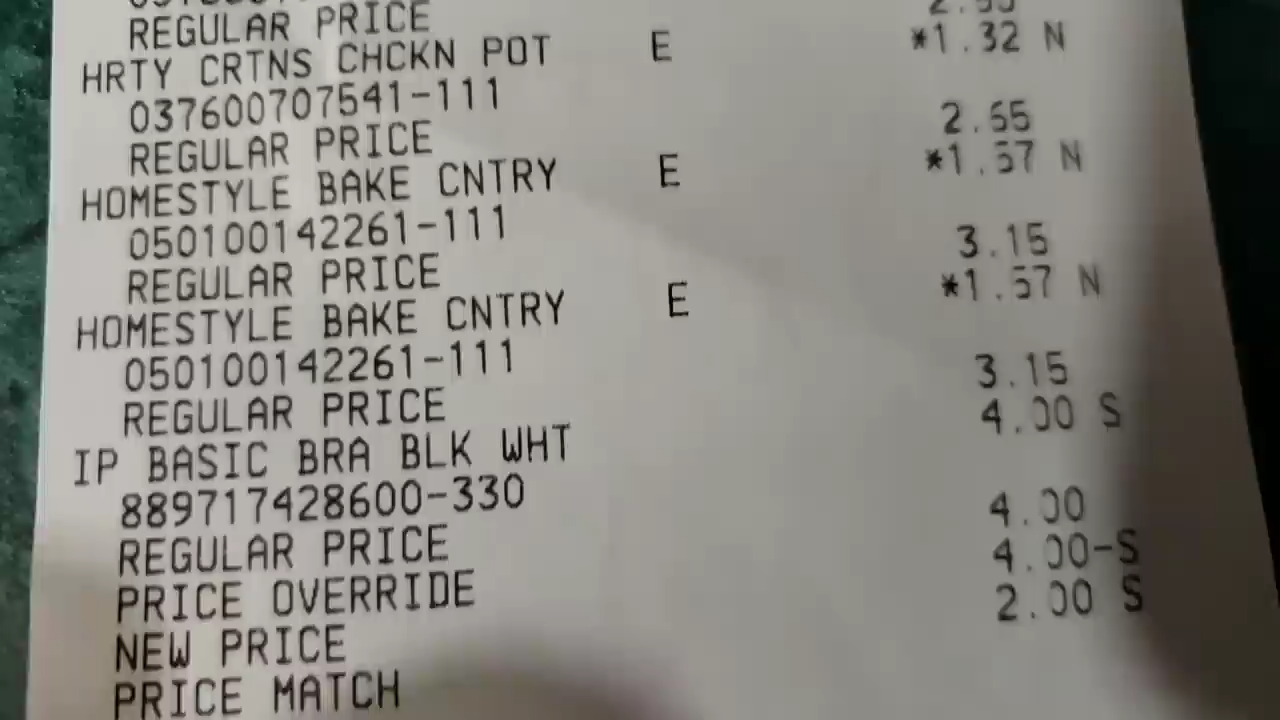 REGULAR PRICE
HRTY CRTNS CHCKN POT E *1.32 N
037600707541-111
REGULAR PRICE 2.65
HOMESTYLE BAKE CNTRY E *1.57 N
050100142261-111
REGULAR PRICE 3.15
HOMESTYLE BAKE CNTRY E *1.57 N
050100142261-111
REGULAR PRICE 3.15
IP BASIC BRA BLK WHT 4.00 S
889717428600-330
REGULAR PRICE 4.00
PRICE OVERRIDE 4.00-S
NEW PRICE 2.00 S
PRICE MATCH